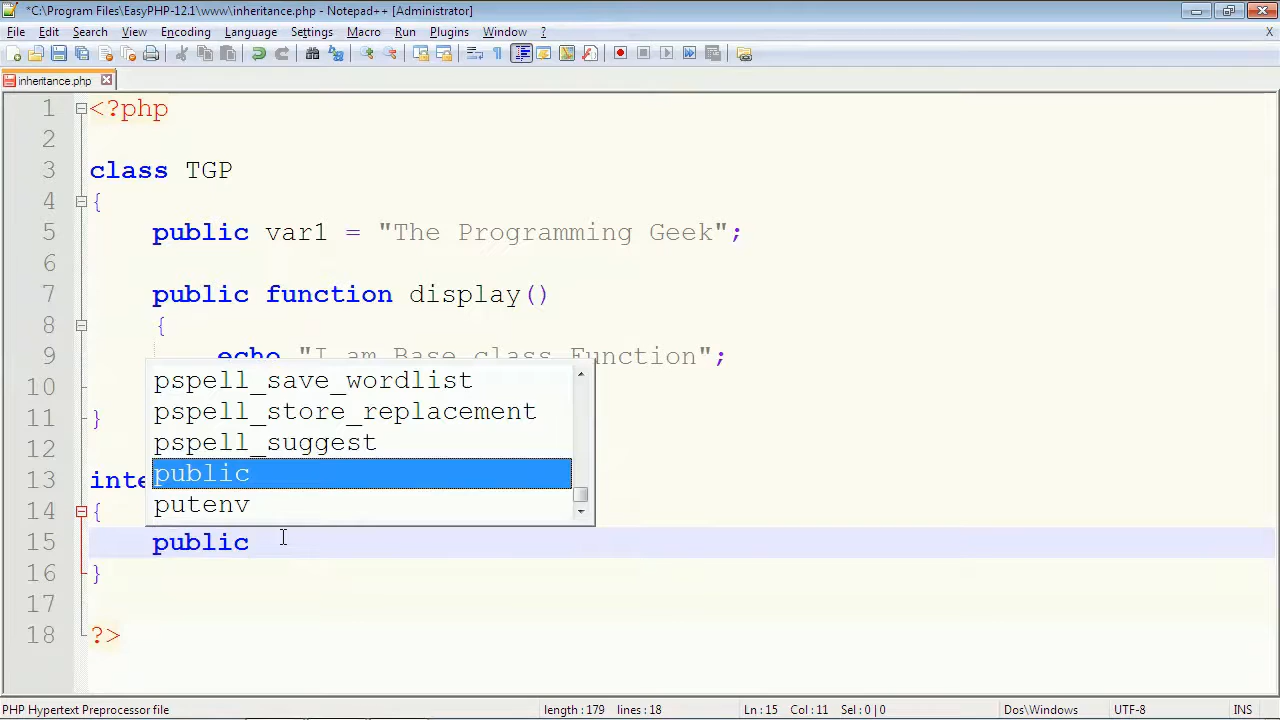 *C:\Program Files\EasyPHP-12.1\www\inheritance.php - Notepad++ [Administrator]
File Edit Search View Encoding Language Settings Macro Run Plugins Window ? X
inheritance.php
1 <?php
2
3 class TGP
4 {
5 public var1 = "The Programming Geek";
6
7 public function display()
8 {
9 echo "I am Base class Function";
10
pspell_save_wordlist
pspell_store_replacement
pspell_suggest
public
putenv
11 }
12
13 inte
14 {
15 public
16 }
17
18 ?>
PHP Hypertext Preprocessor file length : 179 lines : 18 Ln : 15 Col : 11 Sel : 0 | 0 Dos\Windows UTF-8 INS